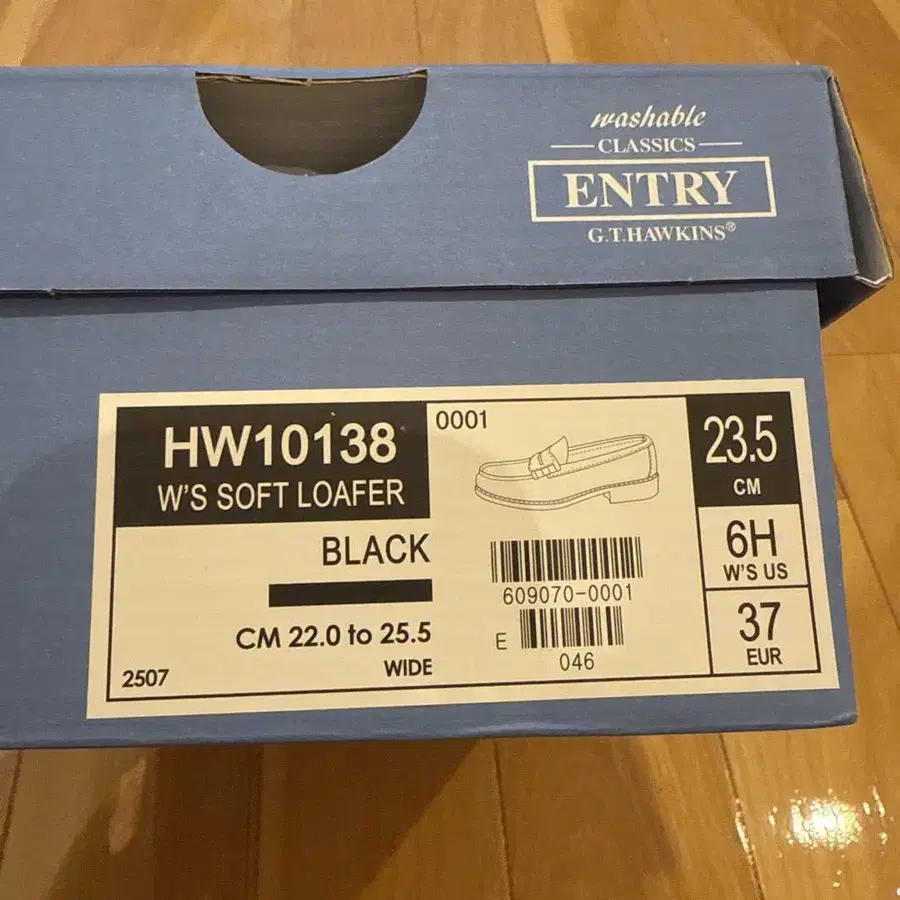 washable
CLASSICS
ENTRY
G.T.HAWKINS®
HW10138
W'S SOFT LOAFER
BLACK
CM 22.0 to 25.5
WIDE
2507
0001
609070-0001
E
046
23.5
CM
6H
W'S US
37
EUR